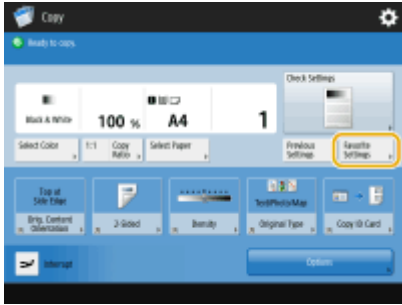 Copy
Ready to copy.
Check Settings
Black & White
100 %
A4
1
Select Color
1:1
Copy
Ratio
Select Paper
Previous
Settings
Favorite
Settings
Top at
Side Edge
Text/Photo/Map
Orig. Content
Orientation
2-Sided
Density
Original Type
Copy ID Card
Interrupt
Options